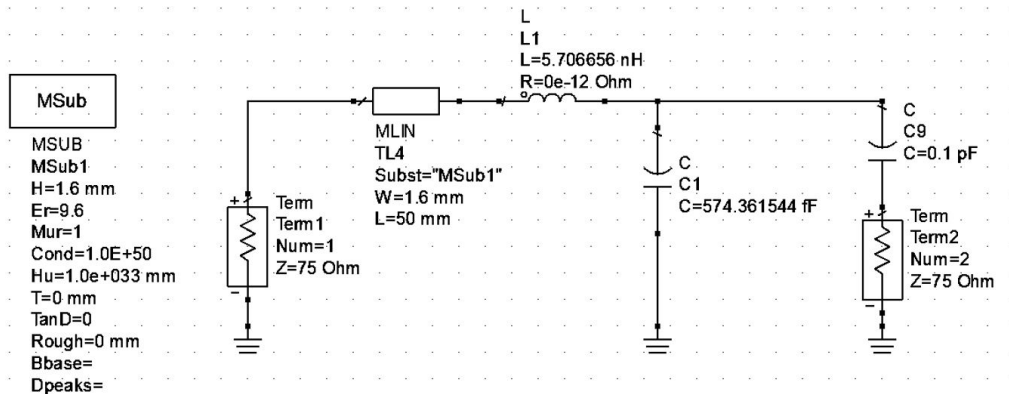 MSub
MSUB
MSub1
H=1.6 mm
Er=9.6
Mur=1
Cond=1.0E+50
Hu=1.0e+033 mm
T=0 mm
TanD=0
Rough=0 mm
Bbase=
Dpeaks=
+
Term
Term1
Num=1
Z=75 Ohm
-
MLIN
TL4
Subst="MSub1"
W=1.6 mm
L=50 mm
L
L1
L=5.706656 nH
R=0e-12 Ohm
C
C1
C=574.361544 fF
C
C9
C=0.1 pF
+
Term
Term2
Num=2
Z=75 Ohm
-